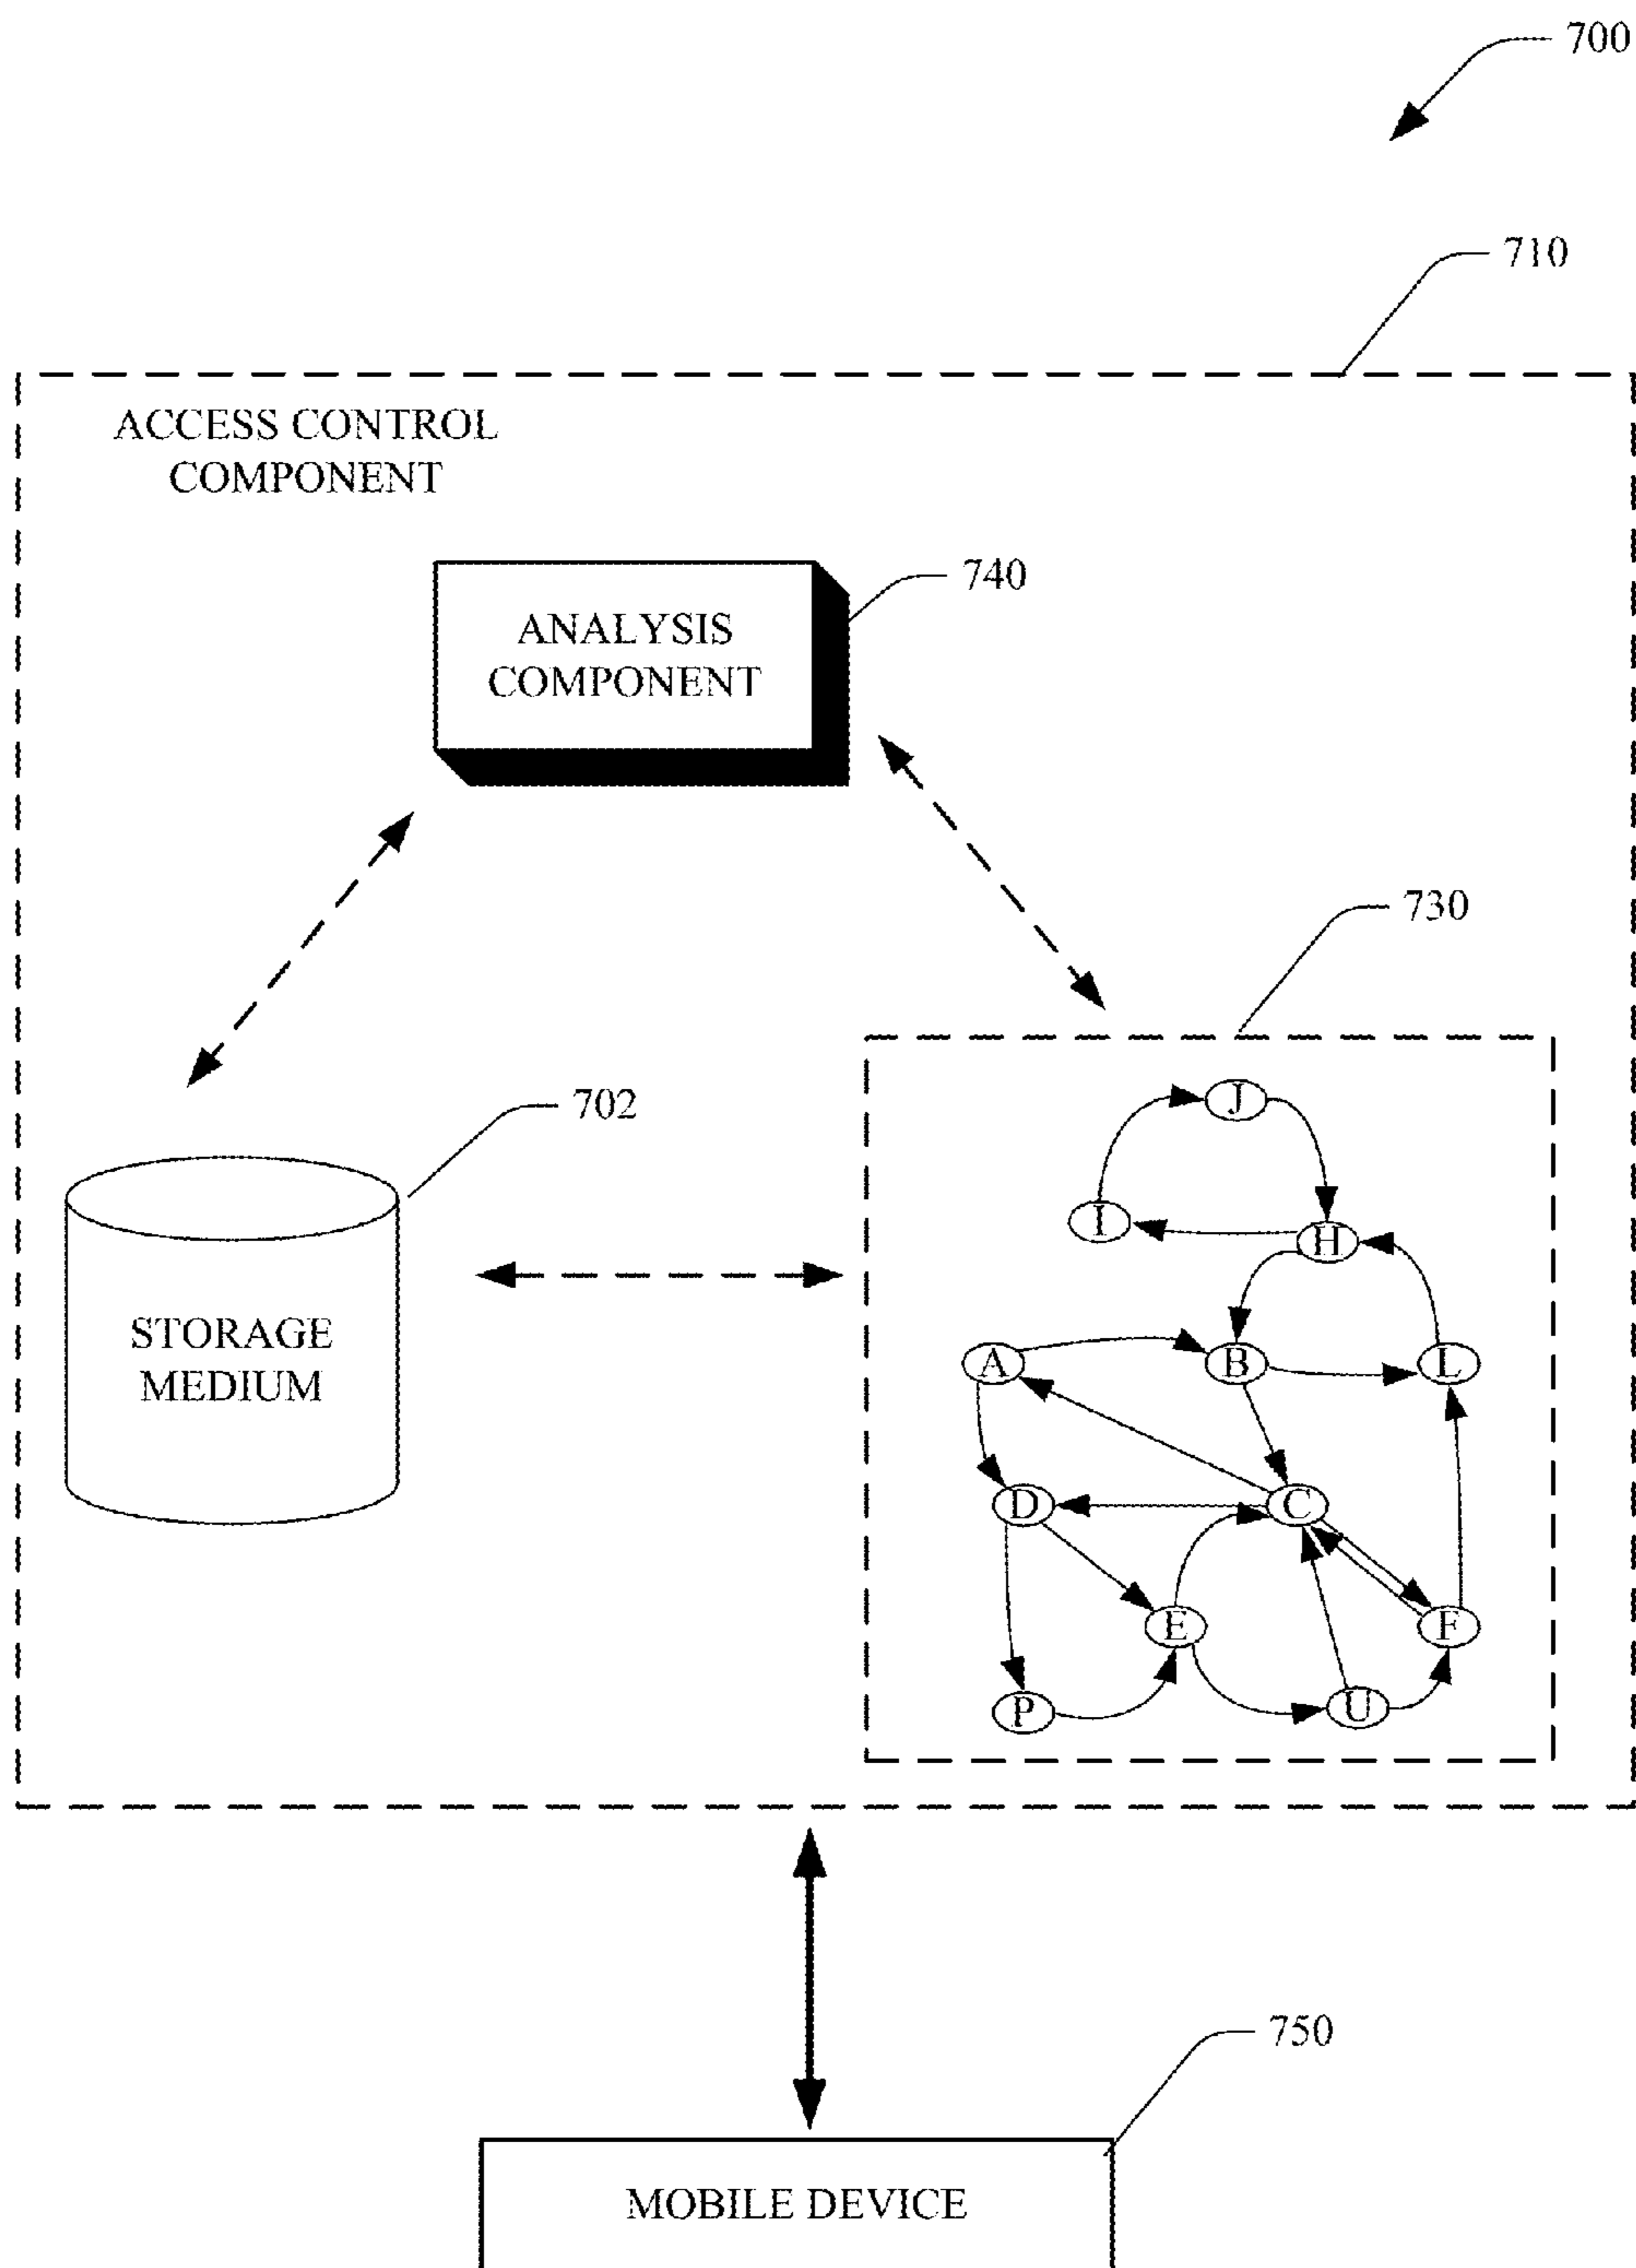 700
710
ACCESS CONTROL
COMPONENT
740
ANALYSIS
COMPONENT
730
702
J
I
H
STORAGE
MEDIUM
A
B
L
D
C
E
F
P
U
750
MOBILE DEVICE